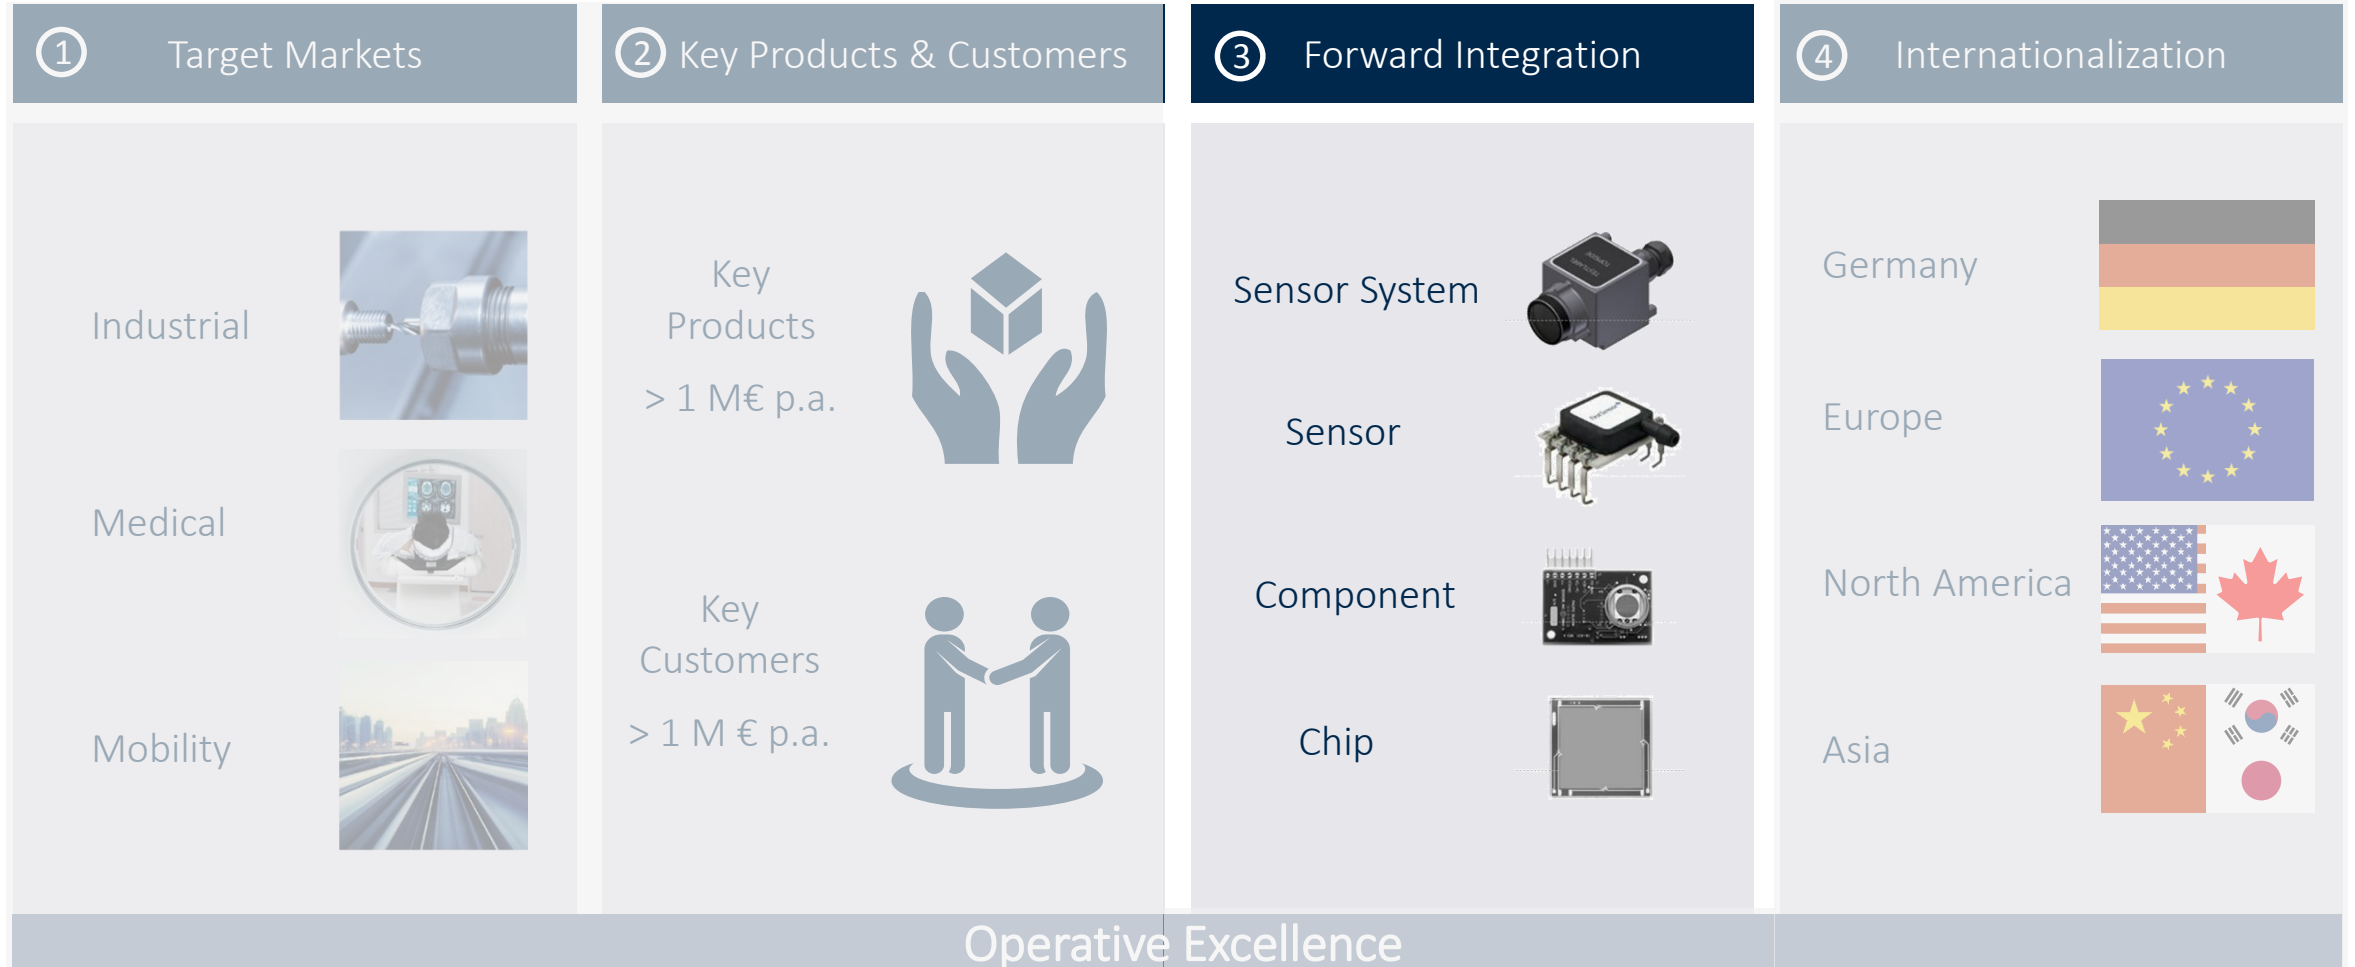 1 Target Markets
2 Key Products & Customers
3 Forward Integration
4 Internationalization
Industrial
Medical
Mobility
Key
Products
> 1 M€ p.a.
Key
Customers
> 1 M € p.a.
Sensor System
Sensor
Component
Chip
Germany
Europe
North America
Asia
Operative Excellence